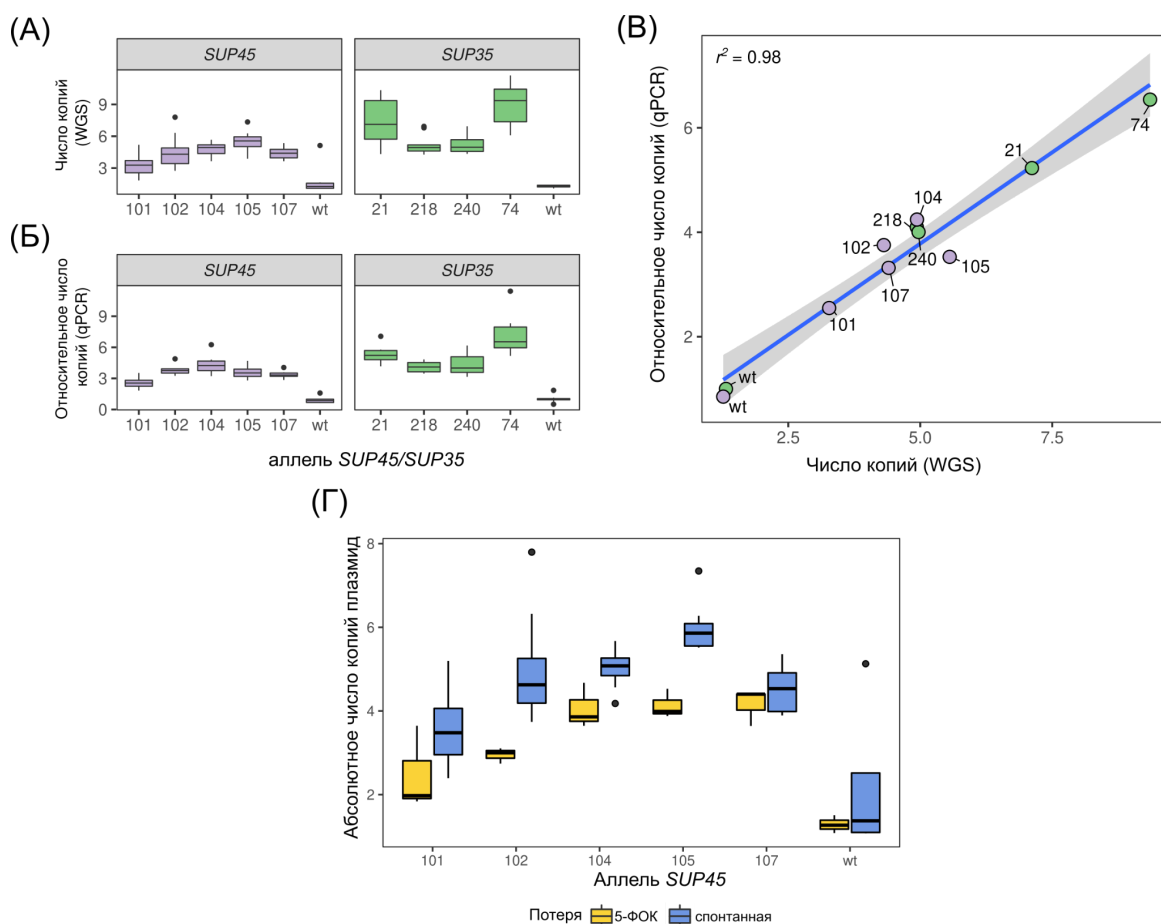 (А)
SUP45
SUP35
Число копий
(WGS)
9
6
3
101
102
104
105
107
wt
21
218
240
74
wt
(Б)
SUP45
SUP35
Относительное число
копий (qPCR)
9
6
3
0
101
102
104
105
107
wt
21
218
240
74
wt
аллель SUP45/SUP35
(В)
r² = 0.98
Относительное число копий (qPCR)
6
4
2
74
21
104
218
102
240
105
107
101
wt
wt
2.5
5.0
7.5
Число копий (WGS)
(Г)
Абсолютное число копий плазмид
8
6
4
2
101
102
104
105
107
wt
Аллель SUP45
Потеря 5-ФОК спонтанная